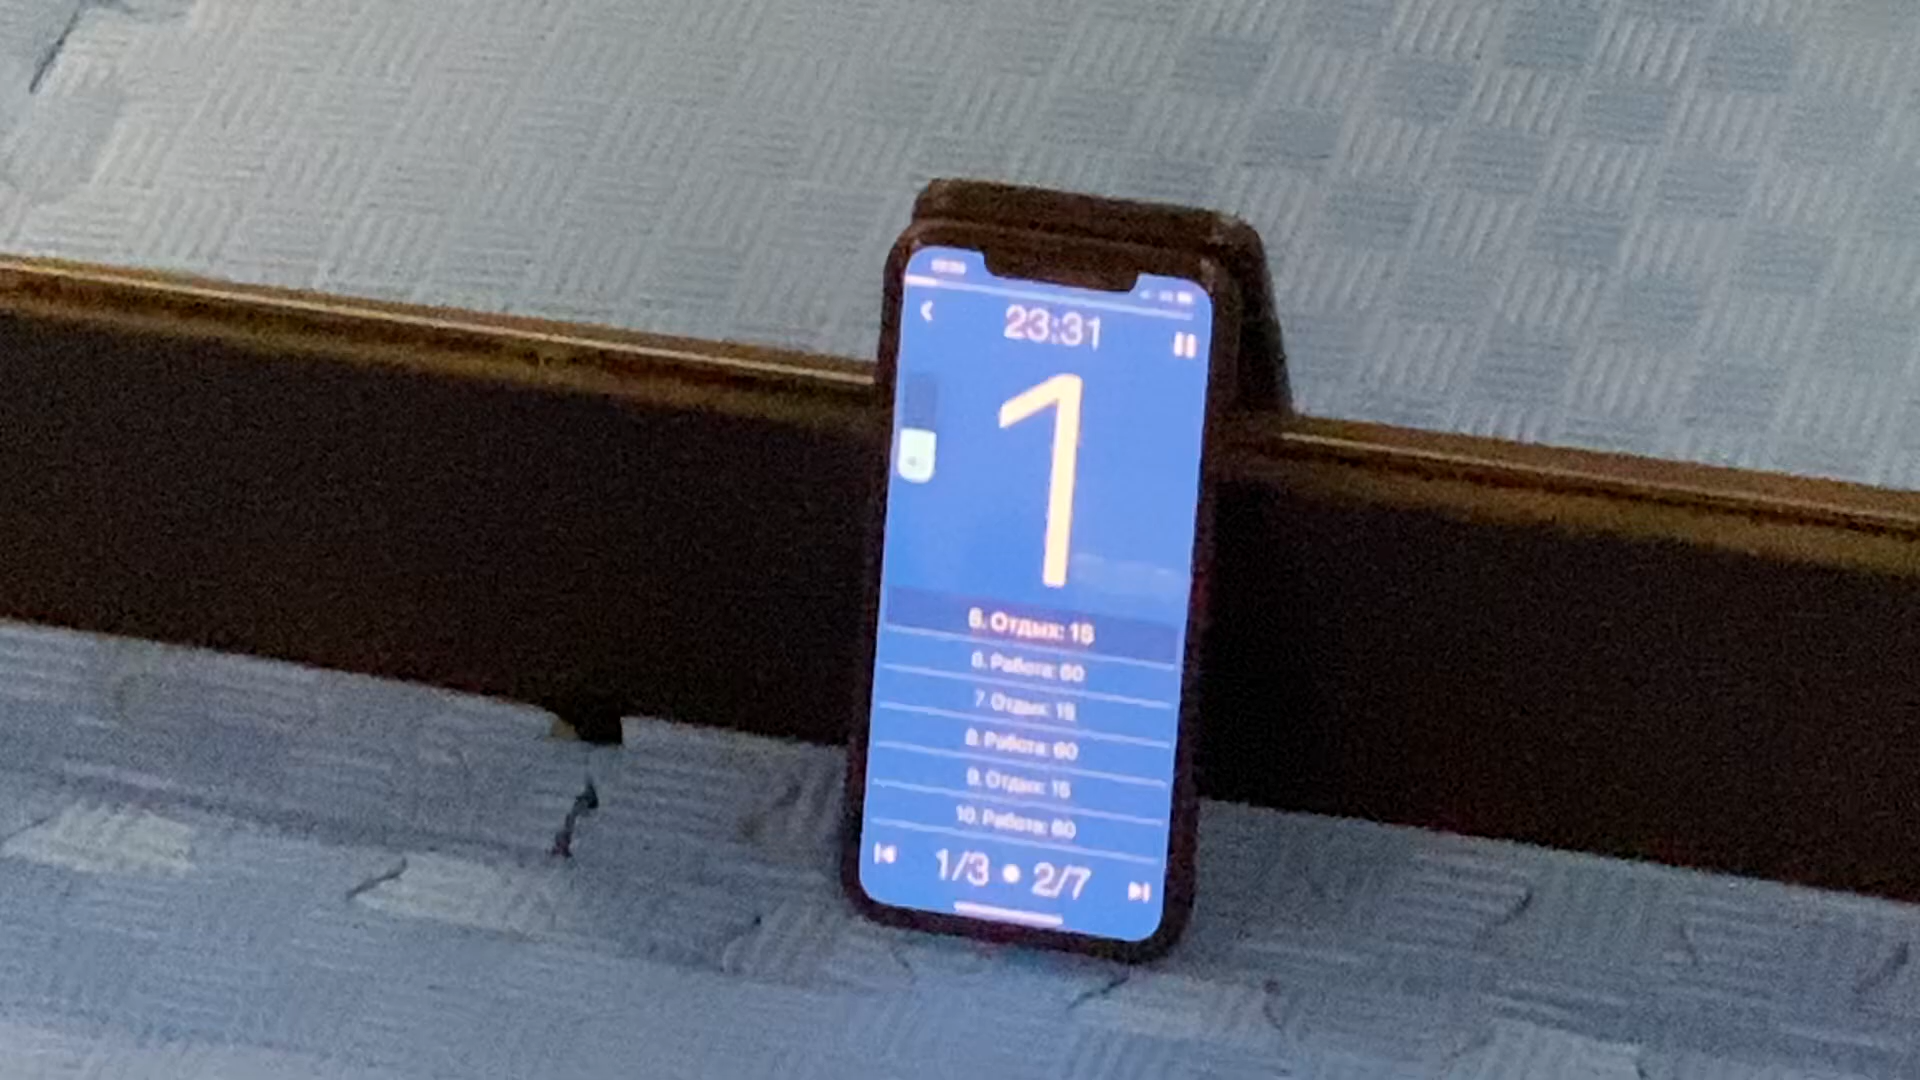 23:31
1
5. Отдых: 15
6. Работа: 60
7. Отдых: 15
8. Работа: 60
9. Отдых: 15
10. Работа: 60
1/3 • 2/7